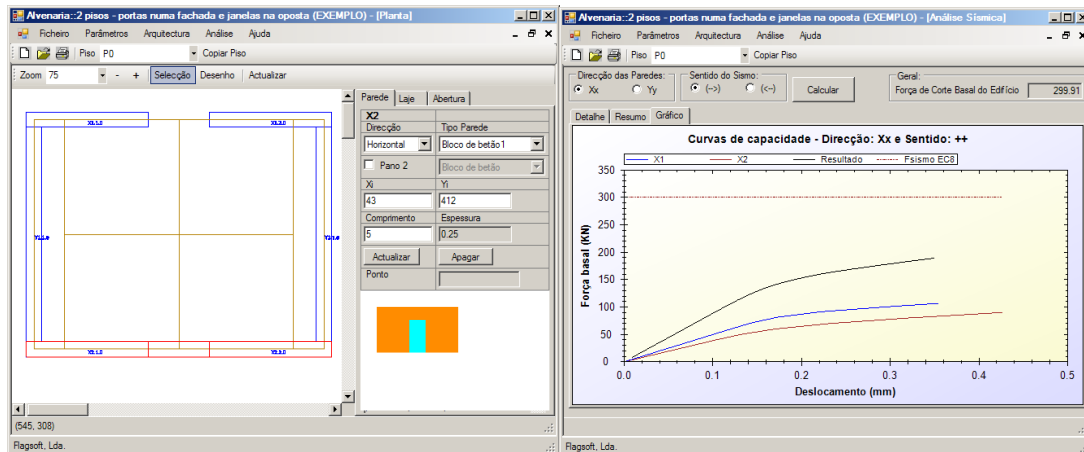 Alvenaria::2 pisos - portas numa fachada e janelas na oposta (EXEMPLO) - [Planta]
Ficheiro Parâmetros Arquitectura Análise Ajuda
Piso P0 Copiar Piso
Zoom 75 - + Selecção Desenho Actualizar
Parede Laje Abertura
X2
Direcção Tipo Parede
Horizontal Bloco de betão1
Pano 2 Bloco de betão
Xi Yi
43 412
Comprimento Espessura
5 0.25
Actualizar Apagar
Ponto
(545, 308)
Flagsoft, Lda.
Alvenaria::2 pisos - portas numa fachada e janelas na oposta (EXEMPLO) - [Análise Sísmica]
Ficheiro Parâmetros Arquitectura Análise Ajuda
Piso P0 Copiar Piso
Direcção das Paredes: Sentido do Sismo: Geral:
Xx Yy (-->) (<--) Calcular Força de Corte Basal do Edifício 299.91
Detalhe Resumo Gráfico
Curvas de capacidade - Direcção: Xx e Sentido: ++
X1 X2 Resultado Fsismo EC8
Força basal (KN)
350
300
250
200
150
100
50
0
0.0 0.1 0.2 0.3 0.4 0.5
Deslocamento (mm)
Flagsoft, Lda.